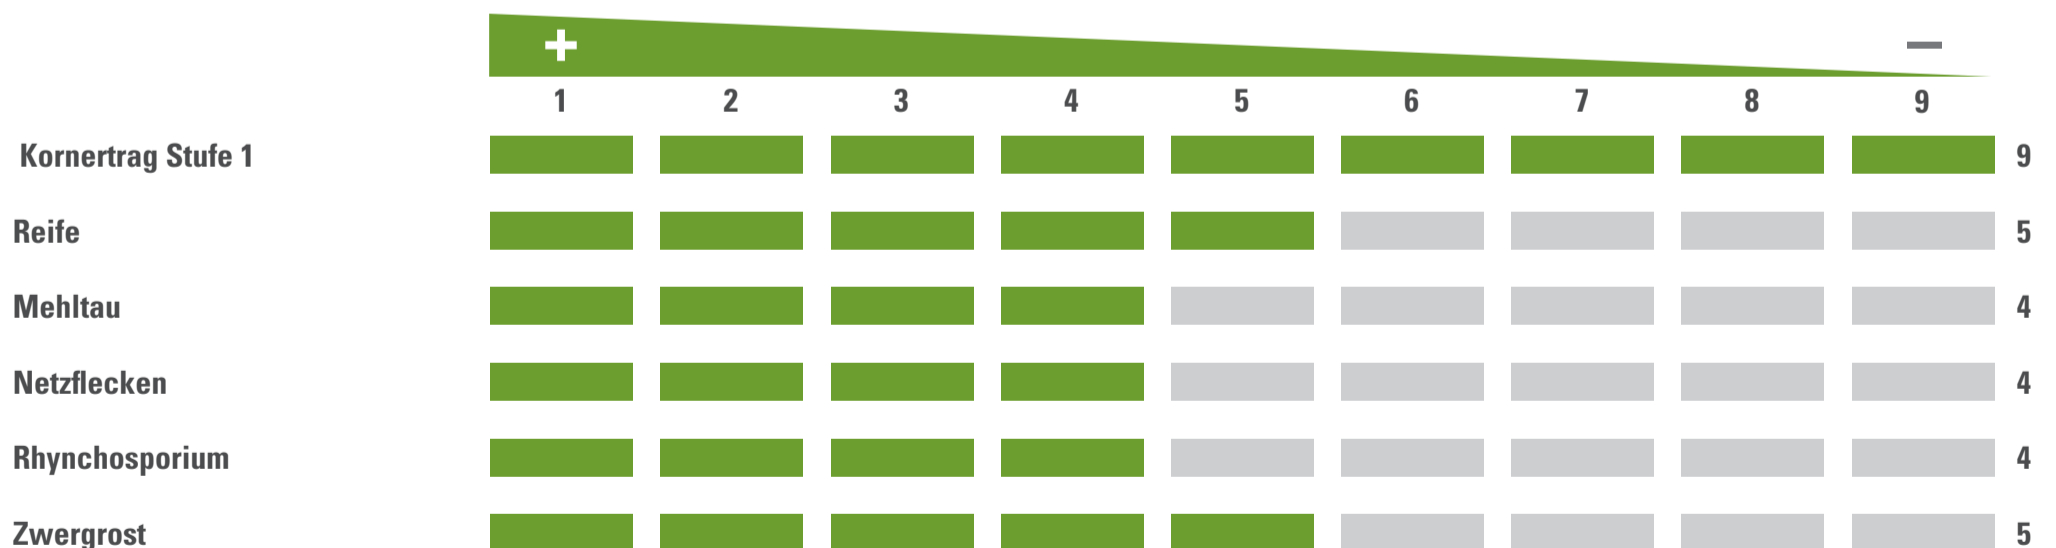 + –
1 2 3 4 5 6 7 8 9
Kornertrag Stufe 1 9
Reife 5
Mehltau 4
Netzflecken 4
Rhynchosporium 4
Zwergrost 5